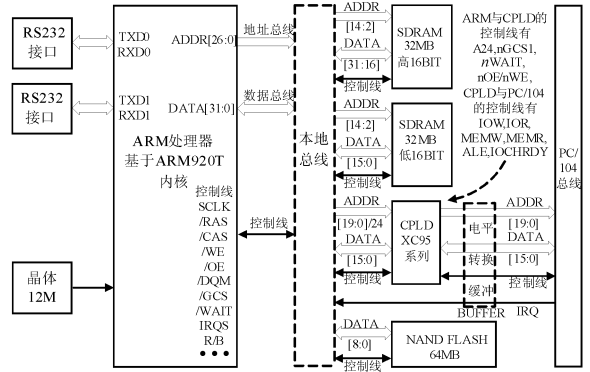 RS232
接口
TXD0
RXD0
ADDR[26:0]
地址总线
RS232
接口
TXD1
RXD1
DATA[31:0]
数据总线
ARM处理器
基于ARM920T
内核
控制线
SCLK
/RAS
/CAS
/WE
/OE
/DQM
/GCS
/WAIT
IRQS
R/B
控制线
晶体
12M
本地
总线
ADDR
[14:2]
DATA
[31:16]
控制线
SDRAM
32MB
高16BIT
ADDR
[14:2]
DATA
[15:0]
控制线
SDRAM
32MB
低16BIT
ADDR
[19:0]/24
DATA
[15:0]
控制线
CPLD
XC95
系列
ARM与CPLD的
控制线有
A24,nGCS1,
nWAIT,
nOE/nWE,
CPLD与PC/104
的控制线有
IOW,IOR,
MEMW,MEMR,
ALE,IOCHRDY
电平
转换
缓冲
BUFFER
ADDR
[19:0]
DATA
[15:0]
控制线
IRQ
PC/
104
总线
DATA
[8:0]
控制线
NAND FLASH
64MB